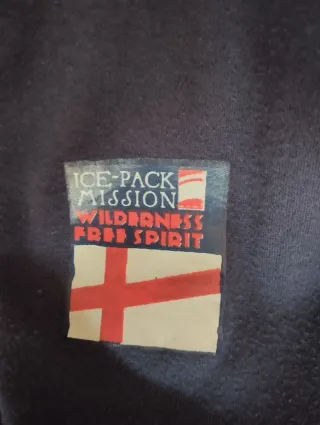 ICE-PACK
MISSION
WILDERNESS
FREE SPIRIT